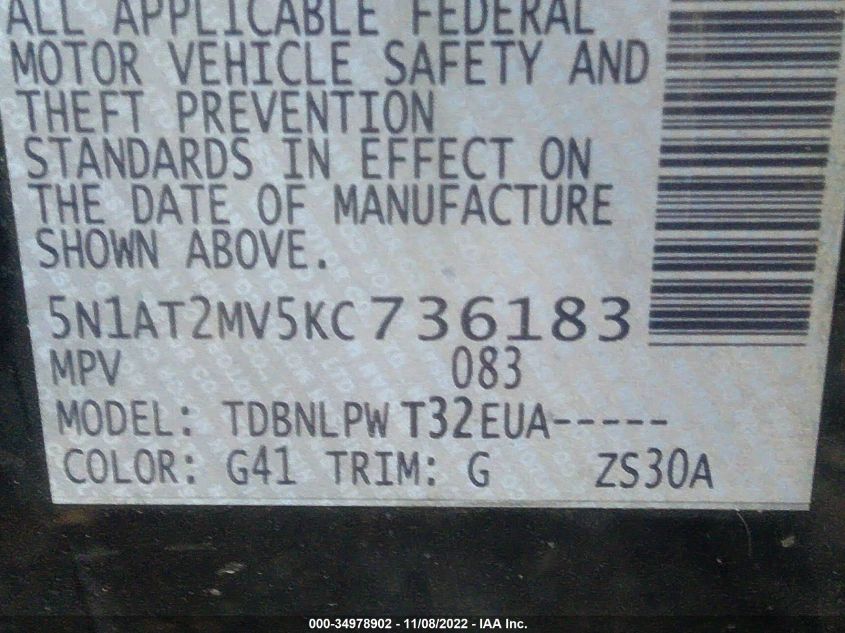 ALL APPLICABLE FEDERAL
MOTOR VEHICLE SAFETY AND
THEFT PREVENTION
STANDARDS IN EFFECT ON
THE DATE OF MANUFACTURE
SHOWN ABOVE.
5N1AT2MV5KC736183
MPV 083
MODEL: TDBNLPW T32EUA-----
COLOR: G41 TRIM: G ZS30A
000-34978902 - 11/08/2022 - IAA Inc.